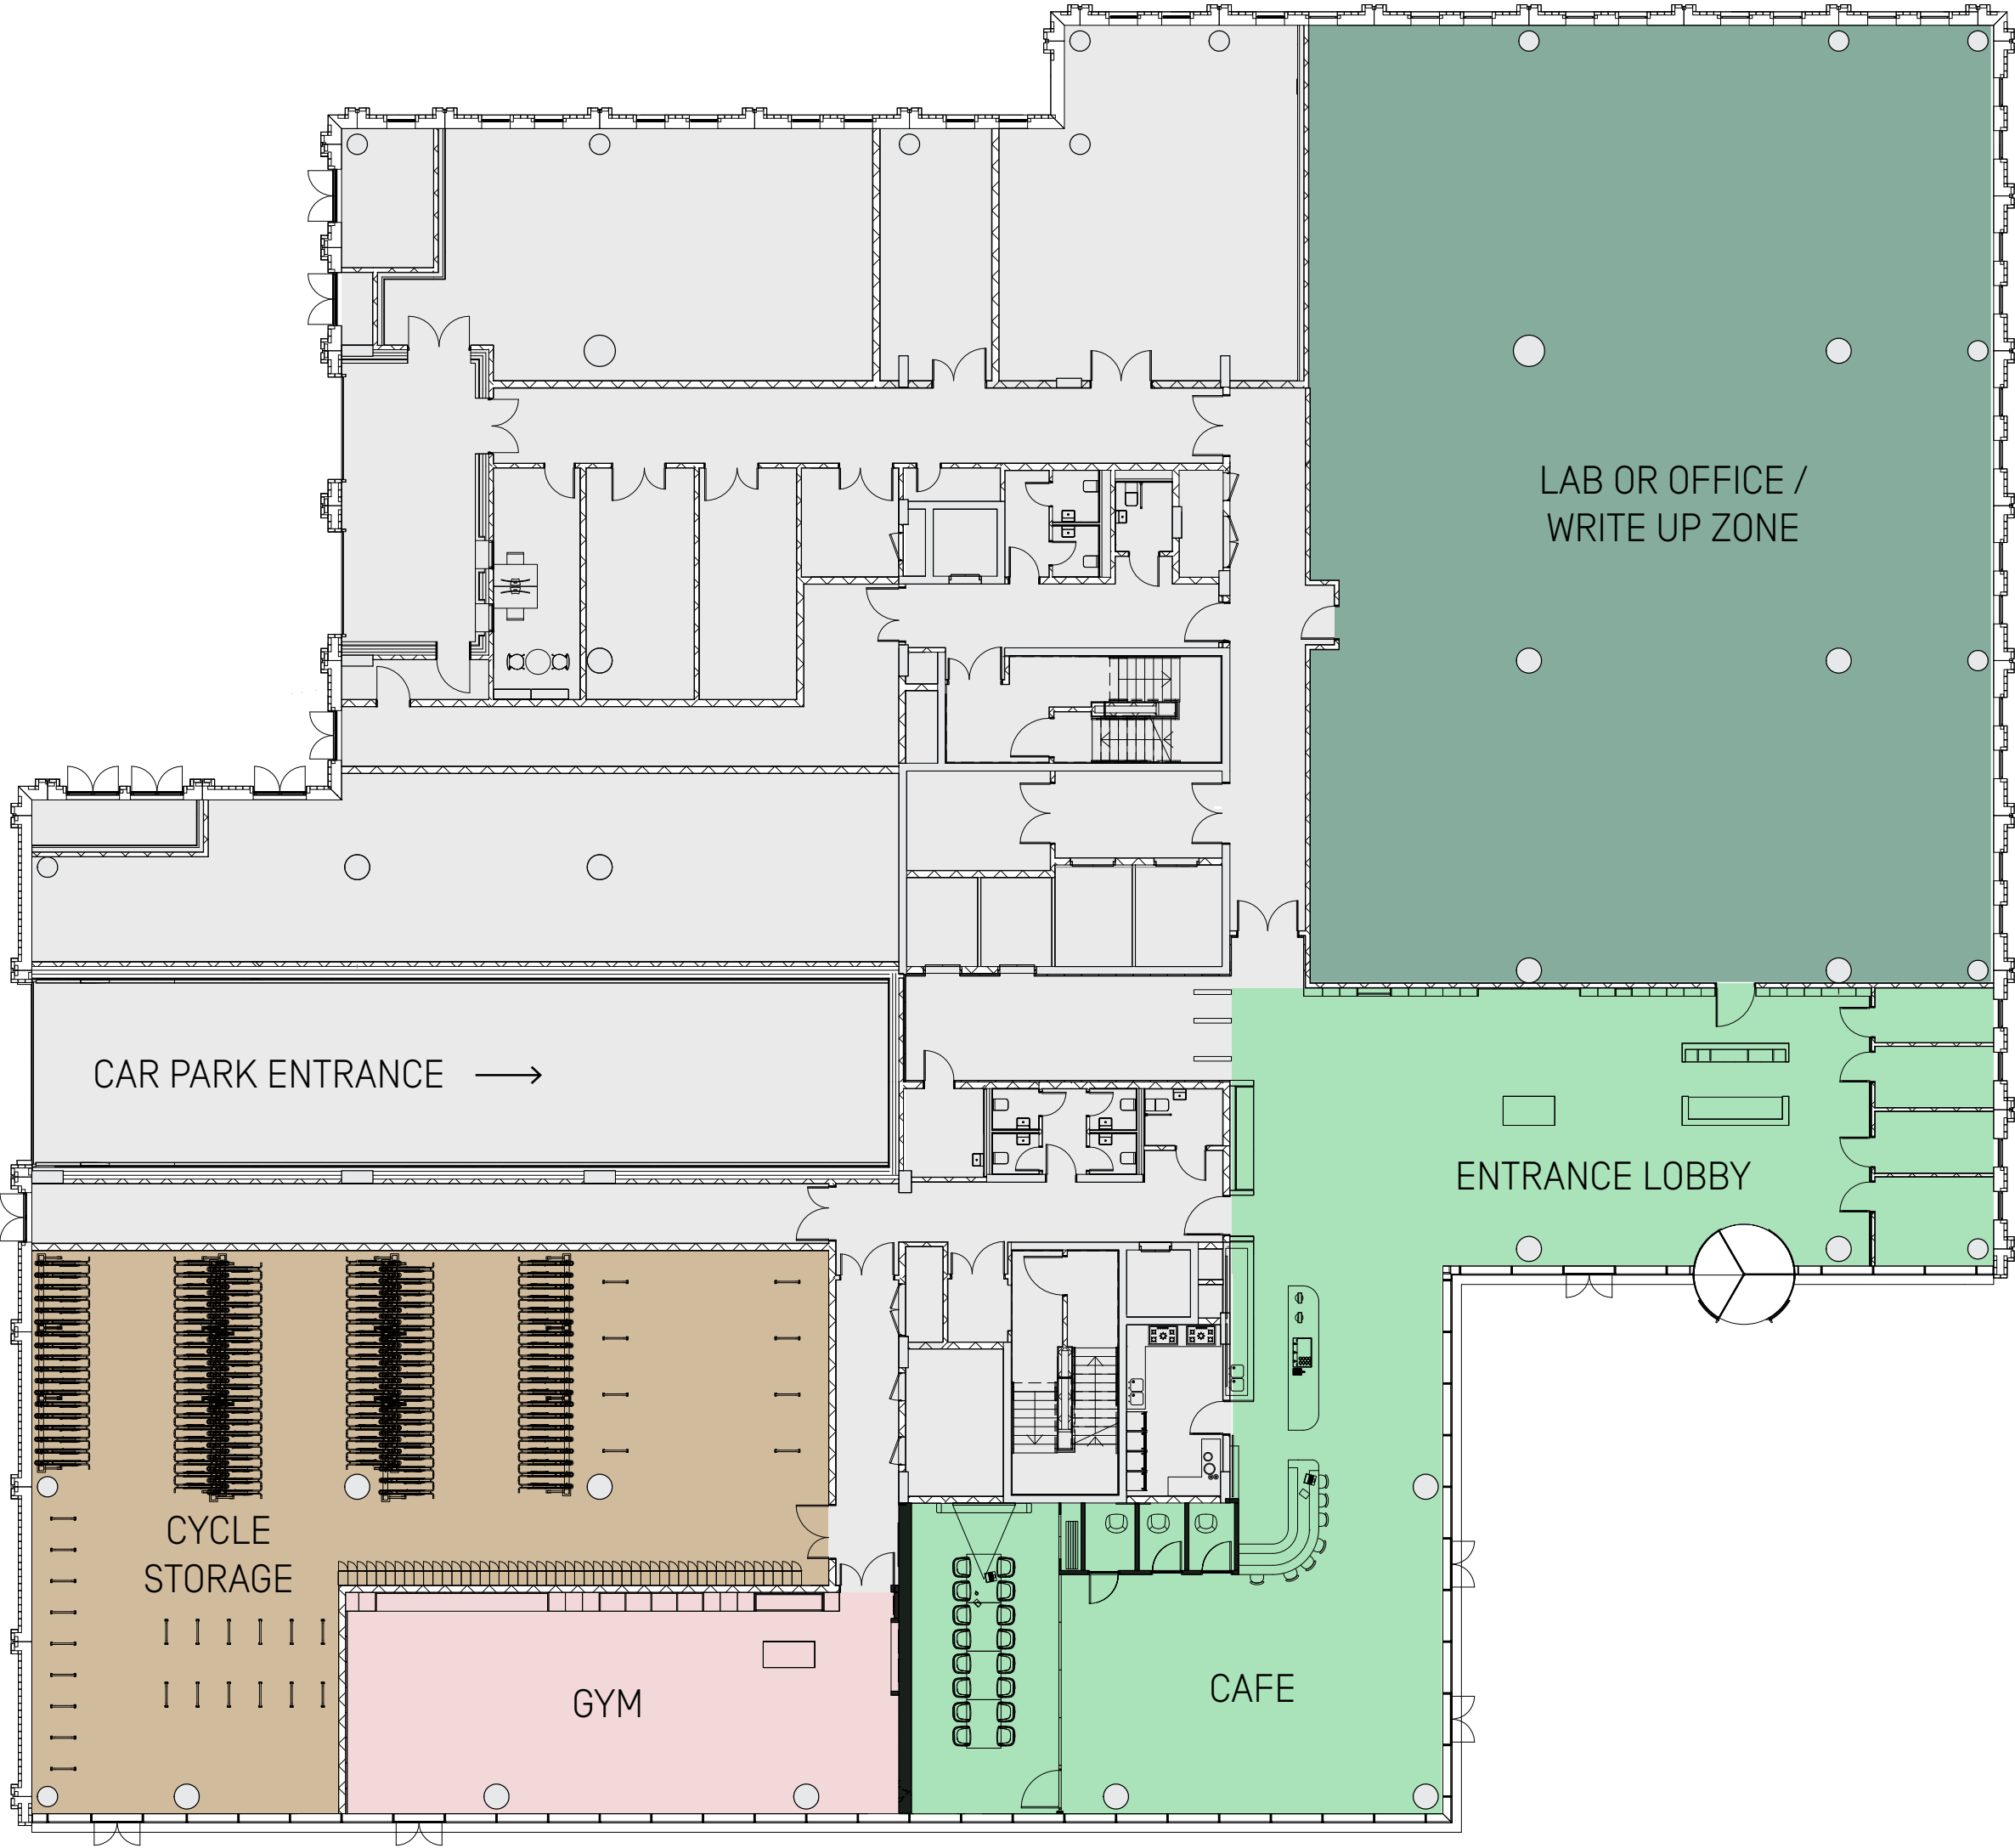 LAB OR OFFICE /
WRITE UP ZONE
CAR PARK ENTRANCE
ENTRANCE LOBBY
CYCLE
STORAGE
GYM
CAFE